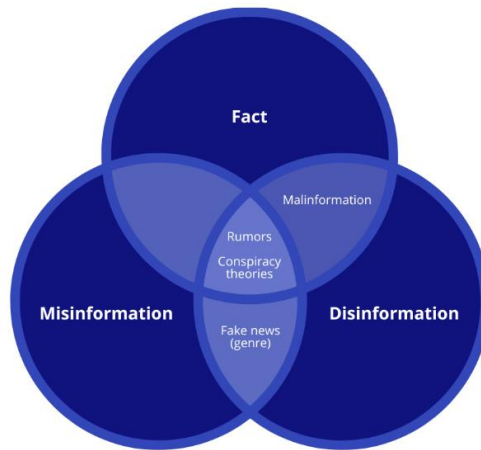 Fact
Malinformation
Rumors
Conspiracy
theories
Misinformation
Disinformation
Fake news
(genre)